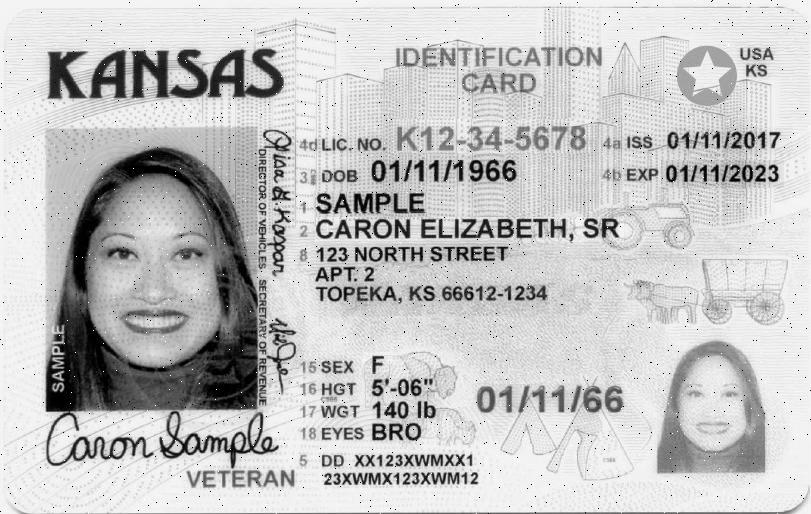 KANSAS
IDENTIFICATION
CARD
USA
KS
4d LIC. NO. K12-34-5678 4a ISS 01/11/2017
3 DOB 01/11/1966 4b EXP 01/11/2023
1 SAMPLE
2 CARON ELIZABETH, SR
8 123 NORTH STREET
APT. 2
TOPEKA, KS 66612-1234
15 SEX F
16 HGT 5'-06"
17 WGT 140 lb
18 EYES BRO
01/11/66
5 DD XX123XWMXX1
23XWMX123XWM12
SAMPLE
DIRECTOR OF VEHICLES
SECRETARY OF REVENUE
Caron Sample
VETERAN